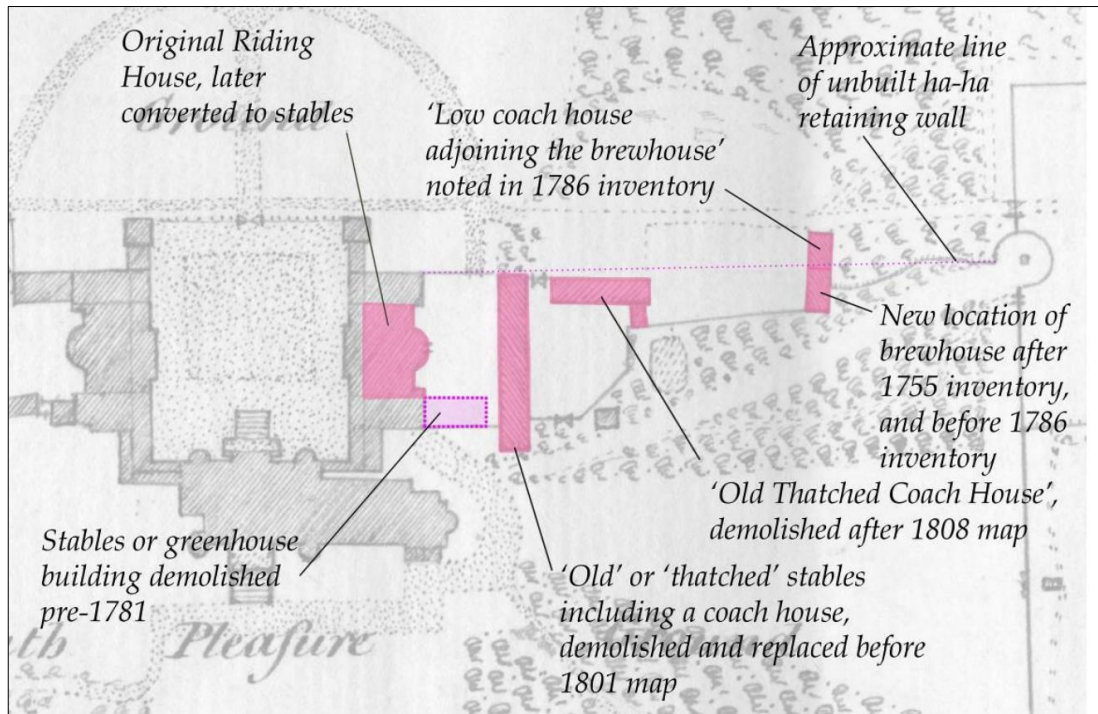 Original Riding
House, later
converted to stables
Ground
‘Low coach house
adjoining the brewhouse’
noted in 1786 inventory
Approximate line
of unbuilt ha-ha
retaining wall
New location of
brewhouse after
1755 inventory,
and before 1786
inventory
‘Old Thatched Coach House’,
demolished after 1808 map
Stables or greenhouse
building demolished
pre-1781
‘Old’ or ‘thatched’ stables
including a coach house,
demolished and replaced before
1801 map
Pleaſure
Ground